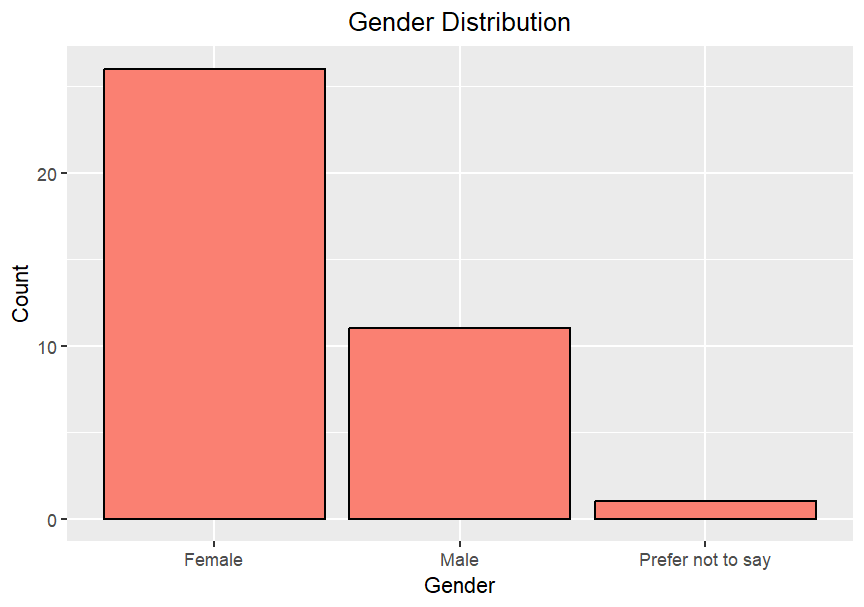 Gender Distribution
Count
20
10
0
Female Male Prefer not to say
Gender